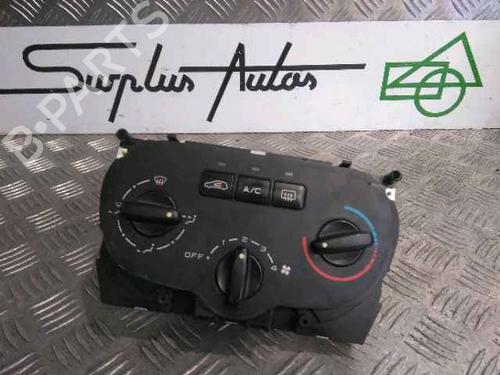 Surplus Autos
B-PARTS
A/C
OFF 1 2 3 4